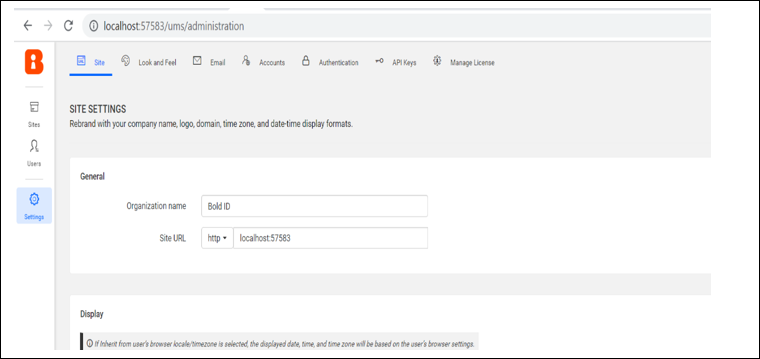 localhost:57583/ums/administration
Site Look and Feel Email Accounts Authentication API Keys Manage License
SITE SETTINGS
Rebrand with your company name, logo, domain, time zone, and date-time display formats.
Sites
Users
Settings
General
Organization name Bold ID
Site URL http localhost:57583
Display
If Inherit from user's browser locale/timezone is selected, the displayed date, time, and time zone will be based on the user's browser settings.